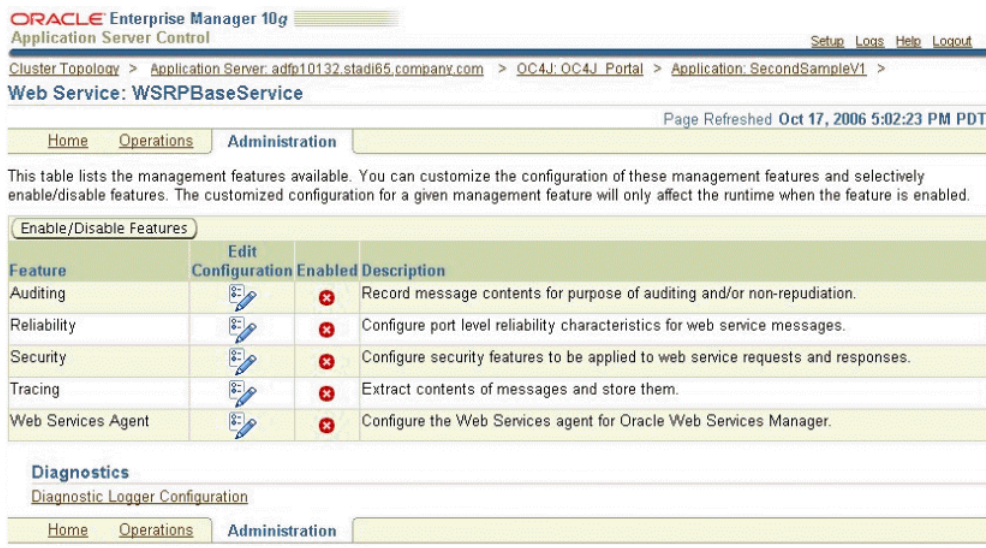 ORACLE Enterprise Manager 10g
Application Server Control
Setup Logs Help Logout
Cluster Topology > Application Server: adfp10132.stadi65.company.com > OC4J: OC4J_Portal > Application: SecondSampleV1 >
Web Service: WSRPBaseService
Page Refreshed Oct 17, 2006 5:02:23 PM PDT
Home Operations Administration
This table lists the management features available. You can customize the configuration of these management features and selectively
enable/disable features. The customized configuration for a given management feature will only affect the runtime when the feature is enabled.
Enable/Disable Features
Edit
Feature Configuration Enabled Description
Auditing Record message contents for purpose of auditing and/or non-repudiation.
Reliability Configure port level reliability characteristics for web service messages.
Security Configure security features to be applied to web service requests and responses.
Tracing Extract contents of messages and store them.
Web Services Agent Configure the Web Services agent for Oracle Web Services Manager.
Diagnostics
Diagnostic Logger Configuration
Home Operations Administration